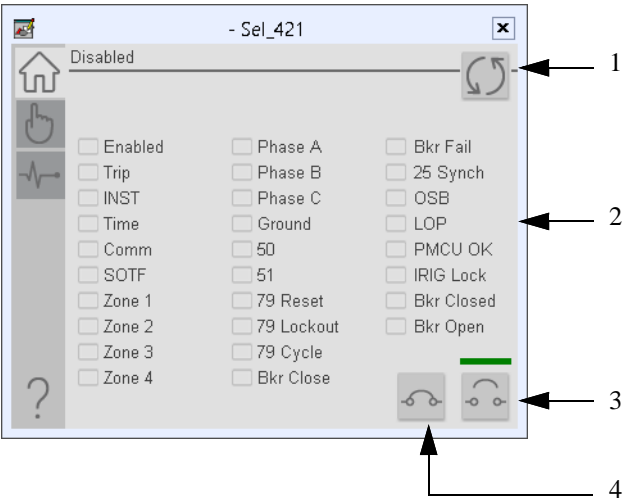 - Sel_421
Disabled
1
Enabled
Trip
INST
Time
Comm
SOTF
Zone 1
Zone 2
Zone 3
Zone 4
Phase A
Phase B
Phase C
Ground
50
51
79 Reset
79 Lockout
79 Cycle
Bkr Close
Bkr Fail
25 Synch
OSB
LOP
PMCU OK
IRIG Lock
Bkr Closed
Bkr Open
2
?
3
4